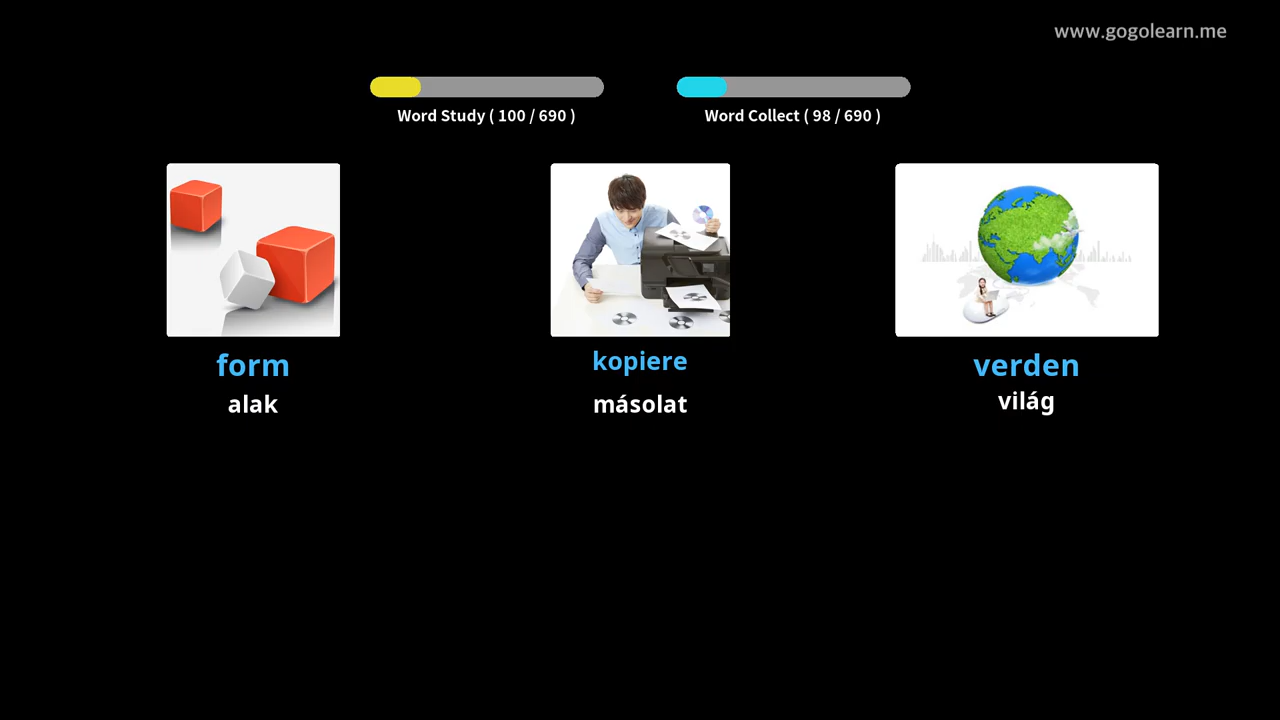 www.gogolearn.me
Word Study ( 100 / 690 )
Word Collect ( 98 / 690 )
form
alak
kopiere
másolat
verden
világ